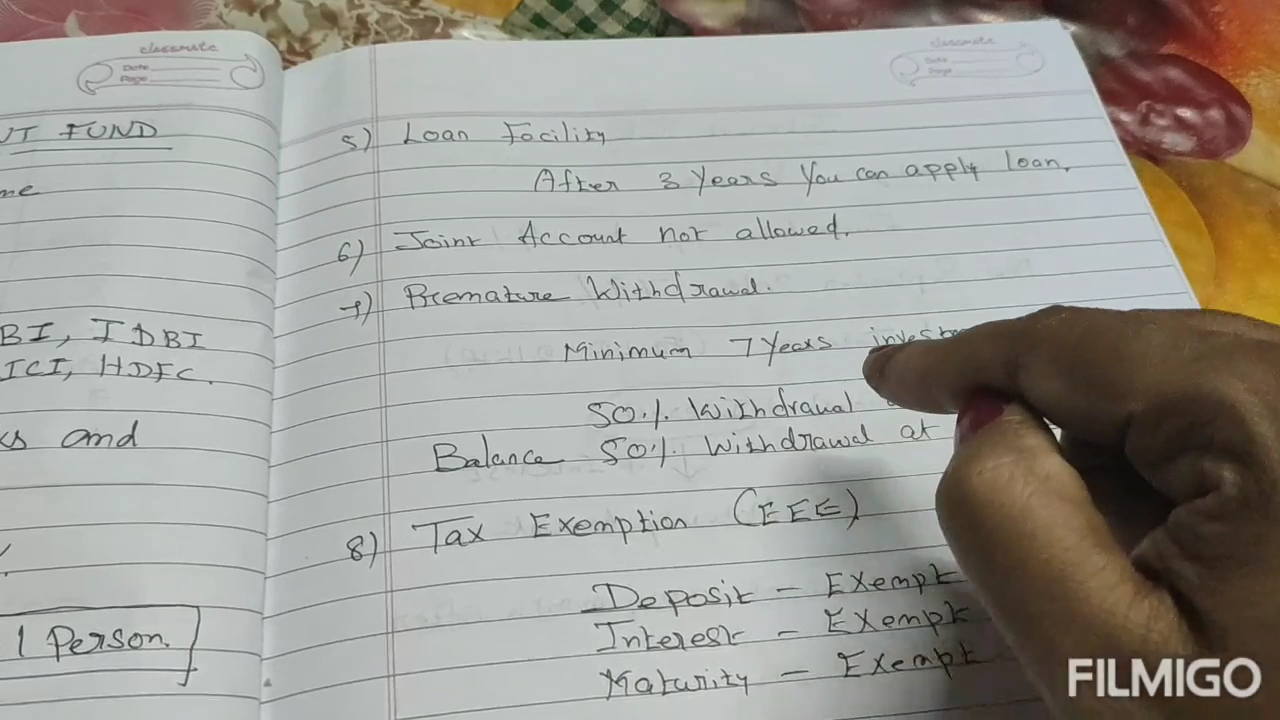 classmate
Date
Page
FUND
BI, IDBI
ICI, HDFC.
and
1 Person.
classmate
Date
Page
5) Loan Facility
After 3 Years You can apply loan.
6) Joint Account not allowed.
7) Premature Withdrawal.
Minimum 7 Years
50% Withdrawal
Balance 50% Withdrawal at
8) Tax Exemption (EEE)
Deposit - Exempt
Interest - Exempt
Maturity - Exempt
FILMIGO